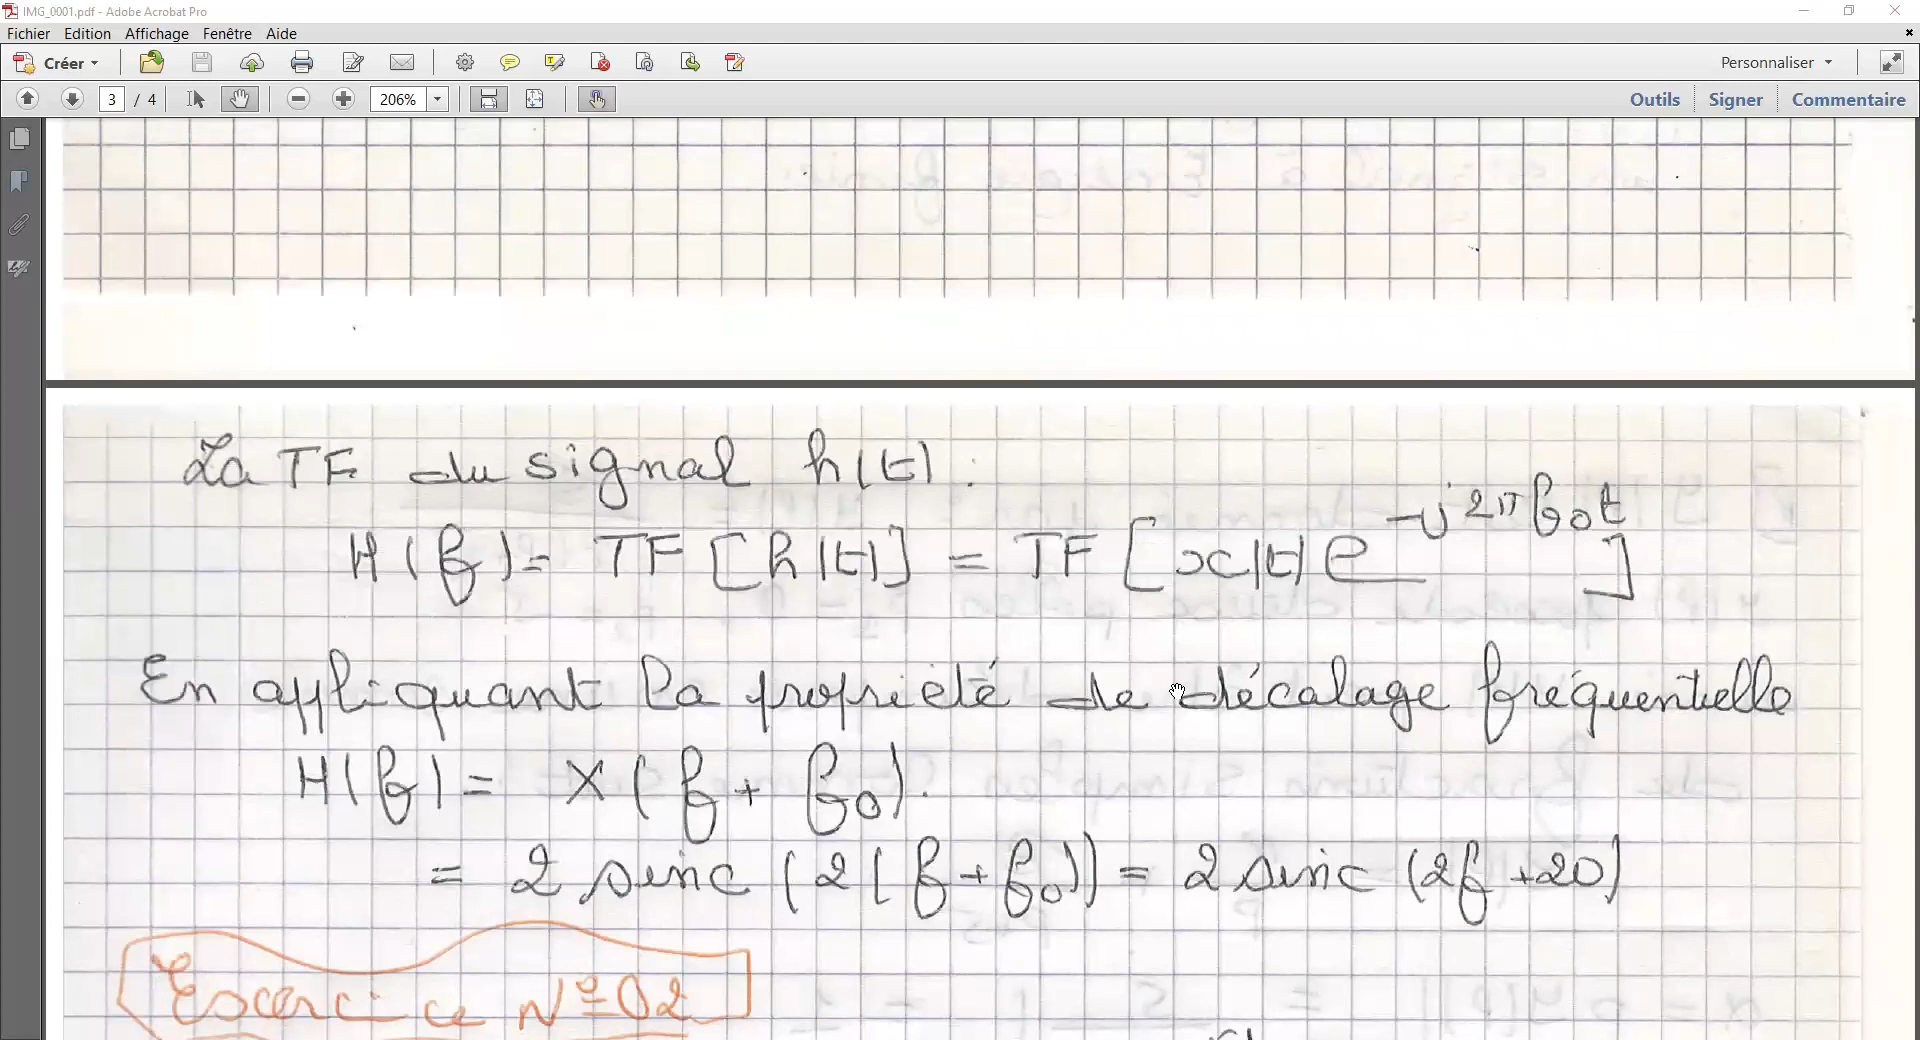 IMG_0001.pdf - Adobe Acrobat Pro
Fichier Edition Affichage Fenêtre Aide
Créer
Personnaliser
3 / 4
206%
Outils Signer Commentaire
La TF du signal h(t) :
H(f) = TF [h(t)] = TF [x(t) e^{-j2πf₀t}]
En appliquant la propriété de décalage fréquentielle
H(f) = X(f + f₀).
= 2 sinc (2(f + f₀)) = 2 sinc (2f + 20)
Exercice N° 02